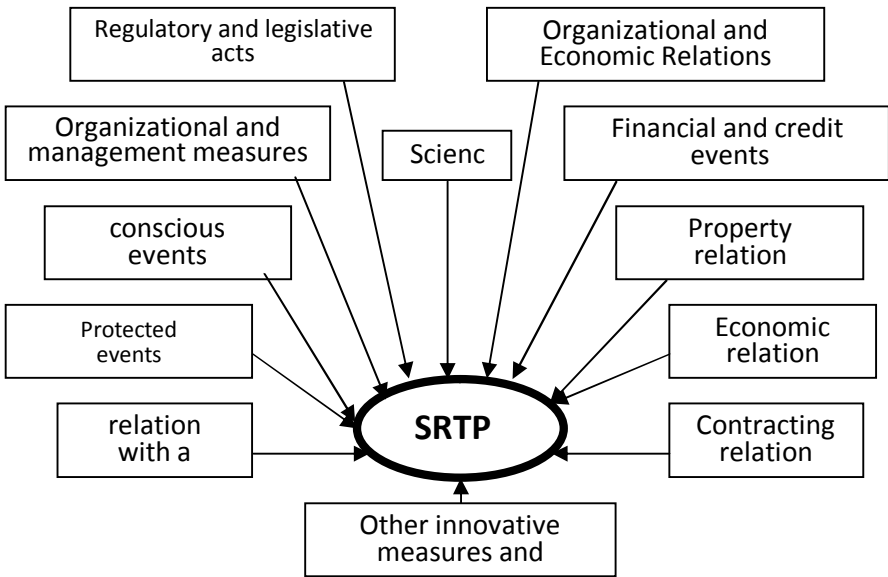 Regulatory and legislative
acts
Organizational and
Economic Relations
Organizational and
management measures
Scienc
Financial and credit
events
conscious
events
Property
relation
Protected
events
Economic
relation
relation
with a
SRTP
Contracting
relation
Other innovative
measures and